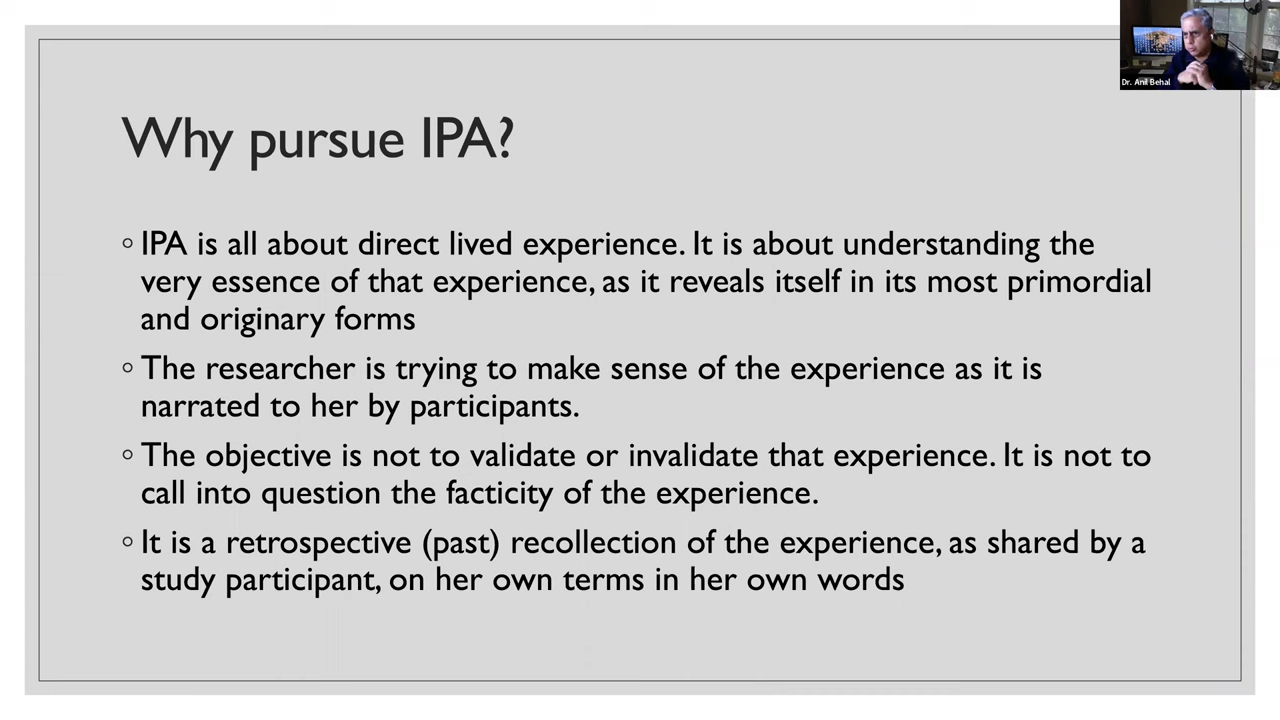 Dr. Anil Behal
Why pursue IPA?
◦ IPA is all about direct lived experience. It is about understanding the
very essence of that experience, as it reveals itself in its most primordial
and originary forms
◦ The researcher is trying to make sense of the experience as it is
narrated to her by participants.
◦ The objective is not to validate or invalidate that experience. It is not to
call into question the facticity of the experience.
◦ It is a retrospective (past) recollection of the experience, as shared by a
study participant, on her own terms in her own words